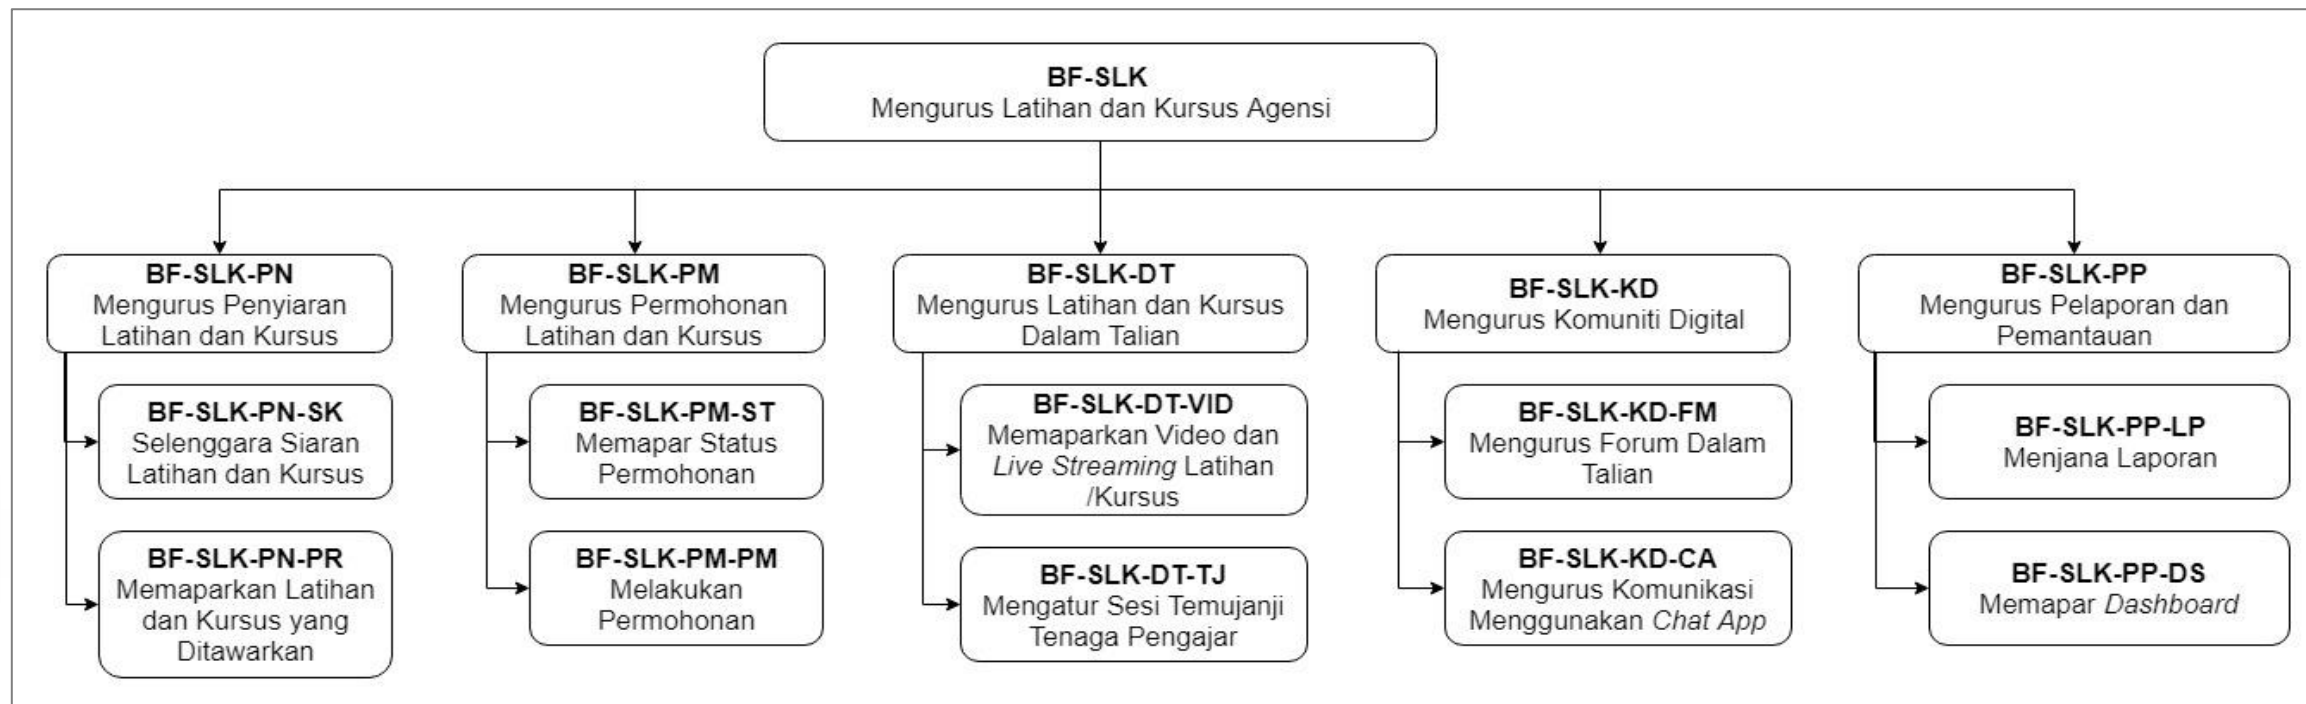 BF-SLK
Mengurus Latihan dan Kursus Agensi
BF-SLK-PN
Mengurus Penyiaran
Latihan dan Kursus
BF-SLK-PM
Mengurus Permohonan
Latihan dan Kursus
BF-SLK-DT
Mengurus Latihan dan Kursus
Dalam Talian
BF-SLK-KD
Mengurus Komuniti Digital
BF-SLK-PP
Mengurus Pelaporan dan
Pemantauan
BF-SLK-PN-SK
Selenggara Siaran
Latihan dan Kursus
BF-SLK-PM-ST
Memapar Status
Permohonan
BF-SLK-DT-VID
Memaparkan Video dan
Live Streaming Latihan
/Kursus
BF-SLK-KD-FM
Mengurus Forum Dalam
Talian
BF-SLK-PP-LP
Menjana Laporan
BF-SLK-PN-PR
Memaparkan Latihan
dan Kursus yang
Ditawarkan
BF-SLK-PM-PM
Melakukan
Permohonan
BF-SLK-DT-TJ
Mengatur Sesi Temujanji
Tenaga Pengajar
BF-SLK-KD-CA
Mengurus Komunikasi
Menggunakan Chat App
BF-SLK-PP-DS
Memapar Dashboard